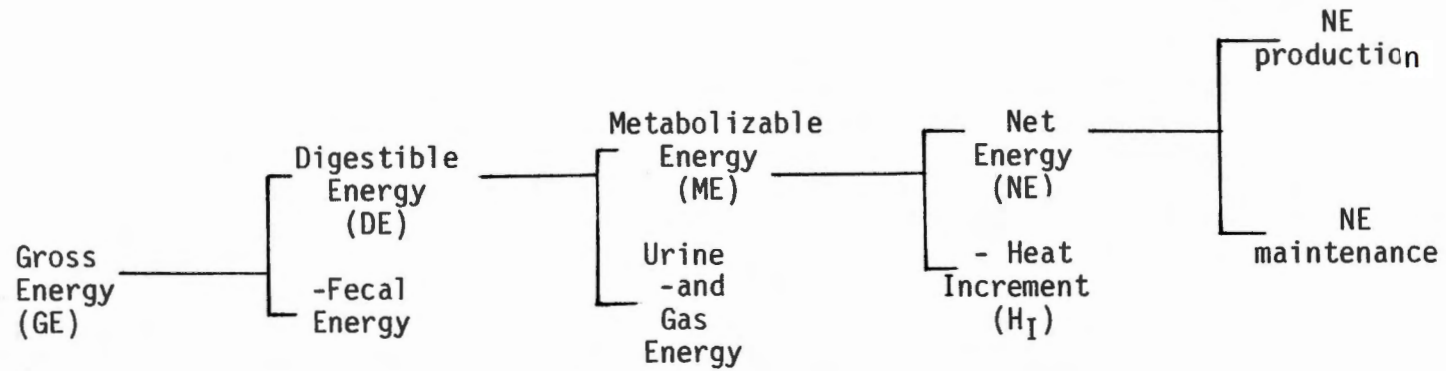 Gross
Energy
(GE)
Digestible
Energy
(DE)
-Fecal
Energy
Metabolizable
Energy
(ME)
Urine
-and
Gas
Energy
Net
Energy
(NE)
- Heat
Increment
(HI)
NE
production
NE
maintenance